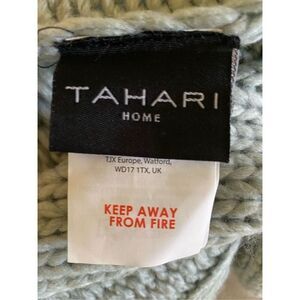 TAHARI
HOME
TJX Europe, Watford,
WD17 1TX, UK
KEEP AWAY
FROM FIRE